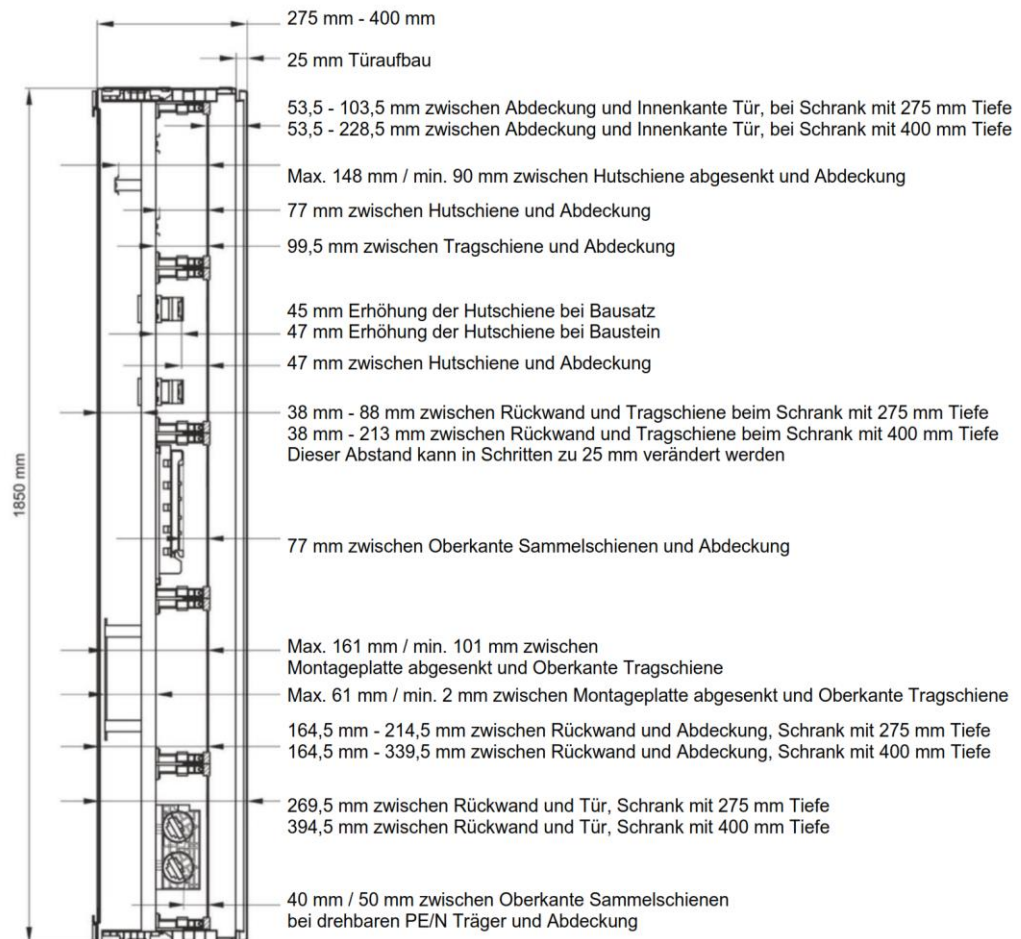 275 mm - 400 mm
25 mm Türaufbau
53,5 - 103,5 mm zwischen Abdeckung und Innenkante Tür, bei Schrank mit 275 mm Tiefe
53,5 - 228,5 mm zwischen Abdeckung und Innenkante Tür, bei Schrank mit 400 mm Tiefe
Max. 148 mm / min. 90 mm zwischen Hutschiene abgesenkt und Abdeckung
77 mm zwischen Hutschiene und Abdeckung
99,5 mm zwischen Tragschiene und Abdeckung
45 mm Erhöhung der Hutschiene bei Bausatz
47 mm Erhöhung der Hutschiene bei Baustein
47 mm zwischen Hutschiene und Abdeckung
38 mm - 88 mm zwischen Rückwand und Tragschiene beim Schrank mit 275 mm Tiefe
38 mm - 213 mm zwischen Rückwand und Tragschiene beim Schrank mit 400 mm Tiefe
Dieser Abstand kann in Schritten zu 25 mm verändert werden
1850 mm
77 mm zwischen Oberkante Sammelschienen und Abdeckung
Max. 161 mm / min. 101 mm zwischen
Montageplatte abgesenkt und Oberkante Tragschiene
Max. 61 mm / min. 2 mm zwischen Montageplatte abgesenkt und Oberkante Tragschiene
164,5 mm - 214,5 mm zwischen Rückwand und Abdeckung, Schrank mit 275 mm Tiefe
164,5 mm - 339,5 mm zwischen Rückwand und Abdeckung, Schrank mit 400 mm Tiefe
269,5 mm zwischen Rückwand und Tür, Schrank mit 275 mm Tiefe
394,5 mm zwischen Rückwand und Tür, Schrank mit 400 mm Tiefe
40 mm / 50 mm zwischen Oberkante Sammelschienen
bei drehbaren PE/N Träger und Abdeckung